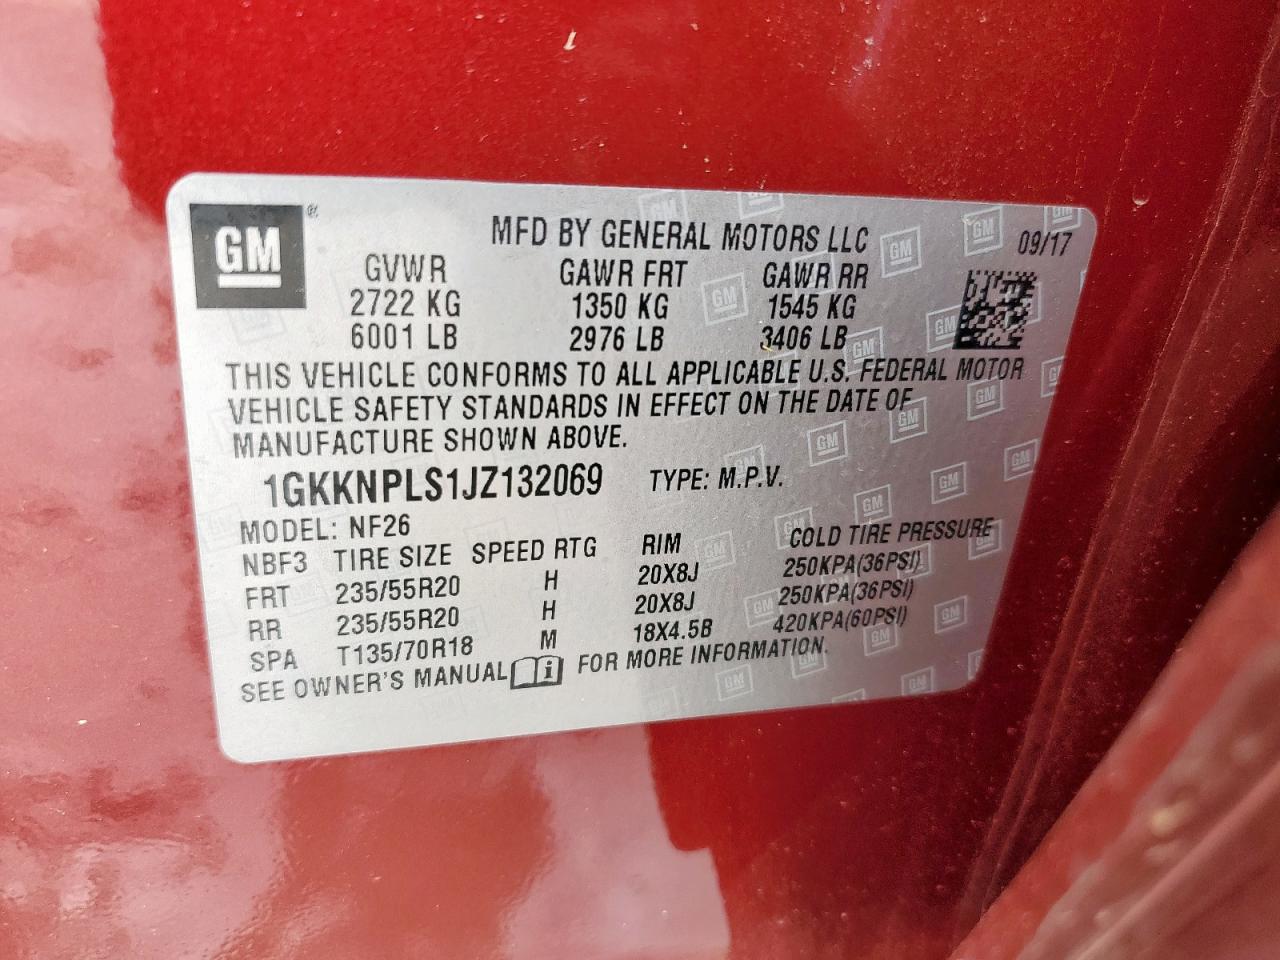 GM ®
MFD BY GENERAL MOTORS LLC 09/17
GVWR GAWR FRT GAWR RR
2722 KG 1350 KG 1545 KG
6001 LB 2976 LB 3406 LB
THIS VEHICLE CONFORMS TO ALL APPLICABLE U.S. FEDERAL MOTOR
VEHICLE SAFETY STANDARDS IN EFFECT ON THE DATE OF
MANUFACTURE SHOWN ABOVE.
1GKKNPLS1JZ132069 TYPE: M.P.V.
MODEL: NF26
NBF3 TIRE SIZE SPEED RTG RIM COLD TIRE PRESSURE
FRT 235/55R20 H 20X8J 250KPA(36PSI)
RR 235/55R20 H 20X8J 250KPA(36PSI)
SPA T135/70R18 M 18X4.5B 420KPA(60PSI)
SEE OWNER'S MANUAL i FOR MORE INFORMATION.